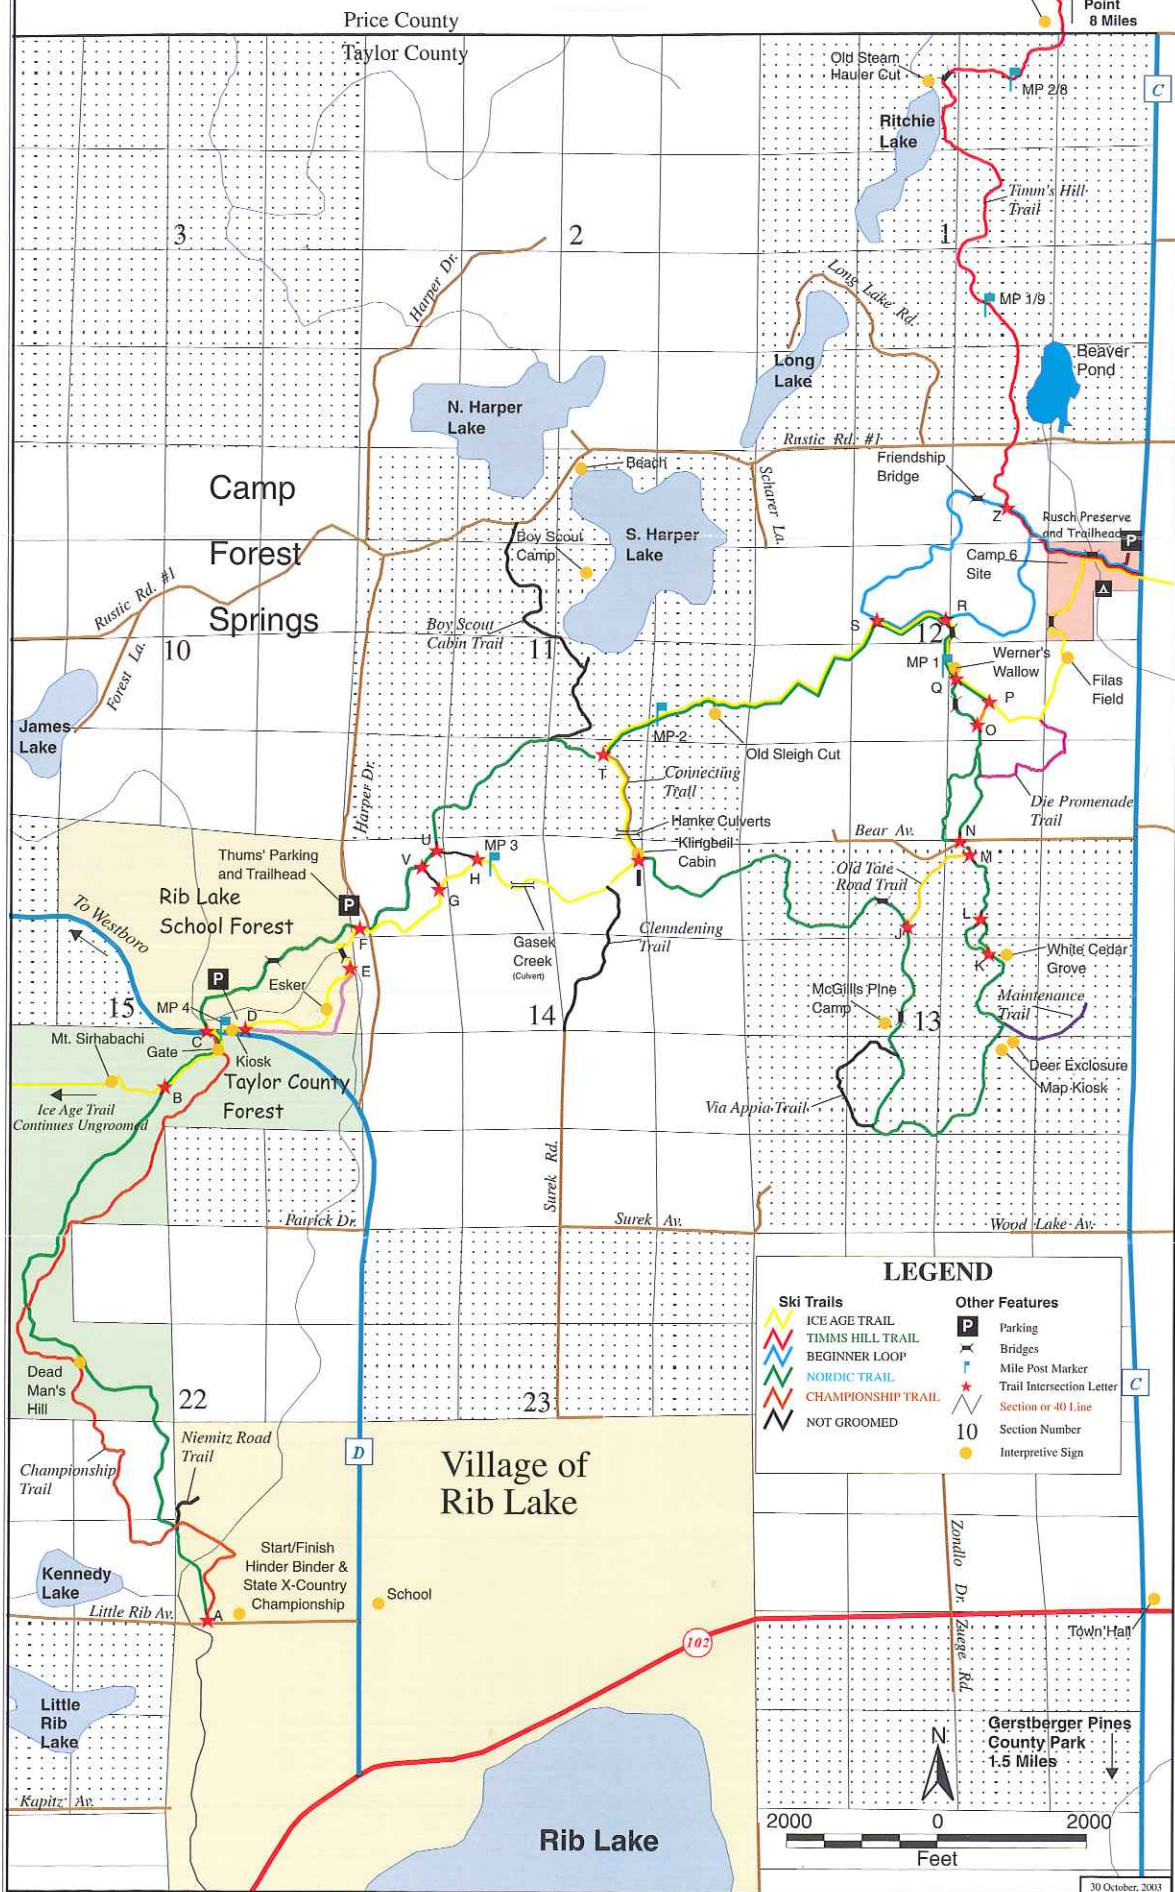 Point
8 Miles
Price County
Taylor County
Old Steam
Hauler Cut
MP 2/8
C
Ritchie
Lake
Timm's Hill
Trail
3
2
1
Harper Dr.
Long Lake Rd.
MP 1/9
Long
Lake
Beaver
Pond
N. Harper
Lake
Rustic Rd. #1
Friendship
Bridge
Beach
Scharer La.
Camp
Forest
Springs
Z
Rusch Preserve
and Trailhead
P
Boy Scout
Camp
S. Harper
Lake
Camp 6
Site
Rustic Rd. #1
Forest La.
Boy Scout
Cabin Trail
S
R
10
11
12
MP 1
Werner's
Wallow
Q
P
Filas
Field
James
Lake
MP-2
O
Old Sleigh Cut
T
Connecting
Trail
Harper Dr.
Die Promenade
Trail
Hanke Culverts
Bear Av.
N
Klingbeil
Cabin
U
MP 3
V
H
M
Thums' Parking
and Trailhead
Old Tate
Road Trail
I
Rib Lake
School Forest
P
G
To Westboro
F
L
J
Clenndening
Trail
Gasek
Creek
(Culvert)
White Cedar
Grove
K
E
P
Esker
McGills Pine
Camp
Maintenance
Trail
15
MP 4
D
14
13
C
Mt. Sirhabachi
Gate
Kiosk
Deer Exclosure
Taylor County
Forest
Map Kiosk
B
Ice Age Trail
Continues Ungroomed
Via Appia Trail
Surek Rd.
Patrick Dr.
Surek Av.
Wood Lake Av.
LEGEND
Ski Trails
Other Features
ICE AGE TRAIL
P
Parking
TIMMS HILL TRAIL
Bridges
BEGINNER LOOP
Mile Post Marker
NORDIC TRAIL
Trail Intersection Letter
CHAMPIONSHIP TRAIL
Section or 40 Line
NOT GROOMED
10
Section Number
Interpretive Sign
C
Dead
Man's
Hill
22
23
Niemitz Road
Trail
D
Village of
Rib Lake
Championship
Trail
Zondlo Dr.
Start/Finish
Hinder Binder &
State X-Country
Championship
Kennedy
Lake
School
Little Rib Av.
A
102
Town Hall
Zuege Rd.
Little
Rib
Lake
N
Gerstberger Pines
County Park
1.5 Miles
Kapitz Av.
2000
0
2000
Feet
Rib Lake
30 October, 2003